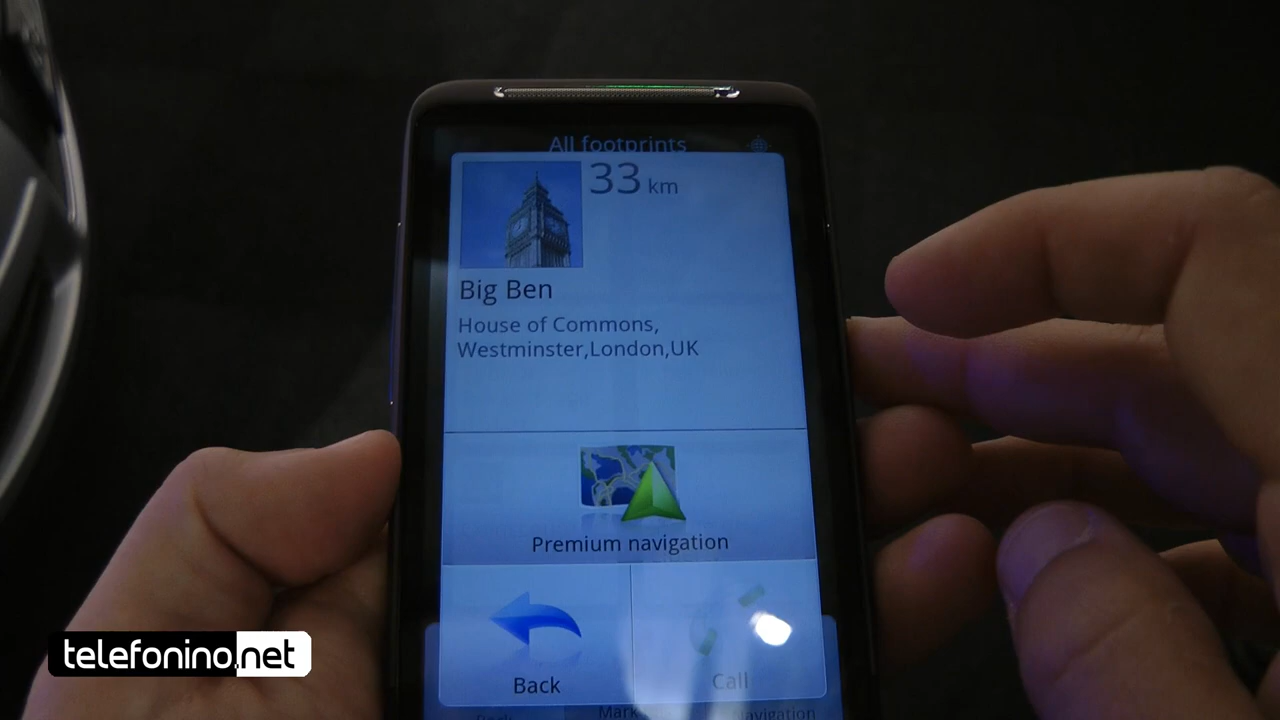 All footprints
33 km
Big Ben
House of Commons,
Westminster,London,UK
Premium navigation
Back
Call
Back
Mark
Navigation
telefonino.net